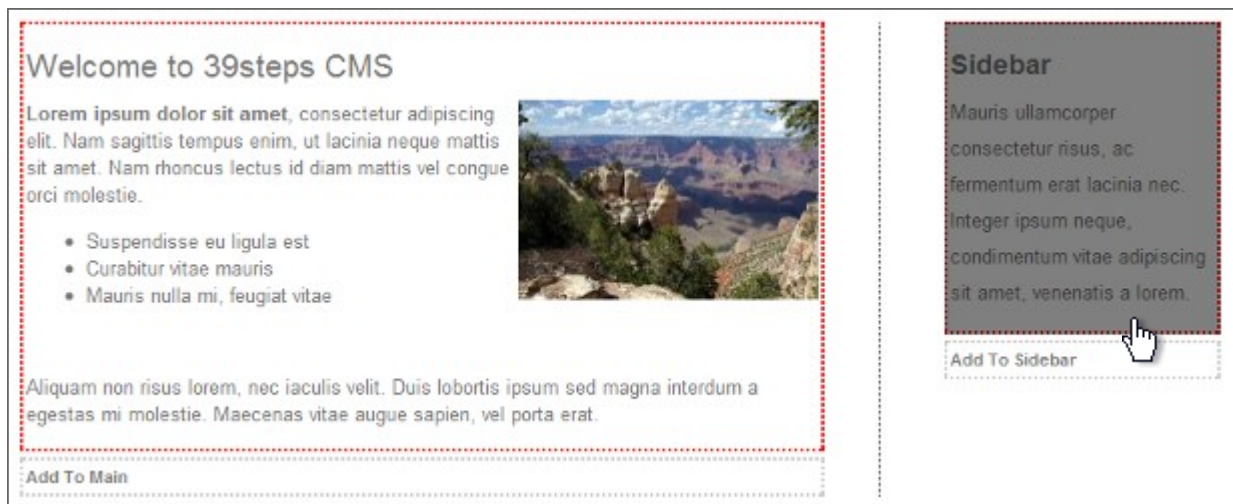 Welcome to 39steps CMS
Lorem ipsum dolor sit amet, consectetur adipiscing
elit. Nam sagittis tempus enim, ut lacinia neque mattis
sit amet. Nam rhoncus lectus id diam mattis vel congue
orci molestie.
• Suspendisse eu ligula est
• Curabitur vitae mauris
• Mauris nulla mi, feugiat vitae
Aliquam non risus lorem, nec iaculis velit. Duis lobortis ipsum sed magna interdum a
egestas mi molestie. Maecenas vitae augue sapien, vel porta erat.
Add To Main
Sidebar
Mauris ullamcorper
consectetur risus, ac
fermentum erat lacinia nec.
Integer ipsum neque,
condimentum vitae adipiscing
sit amet, venenatis a lorem.
Add To Sidebar